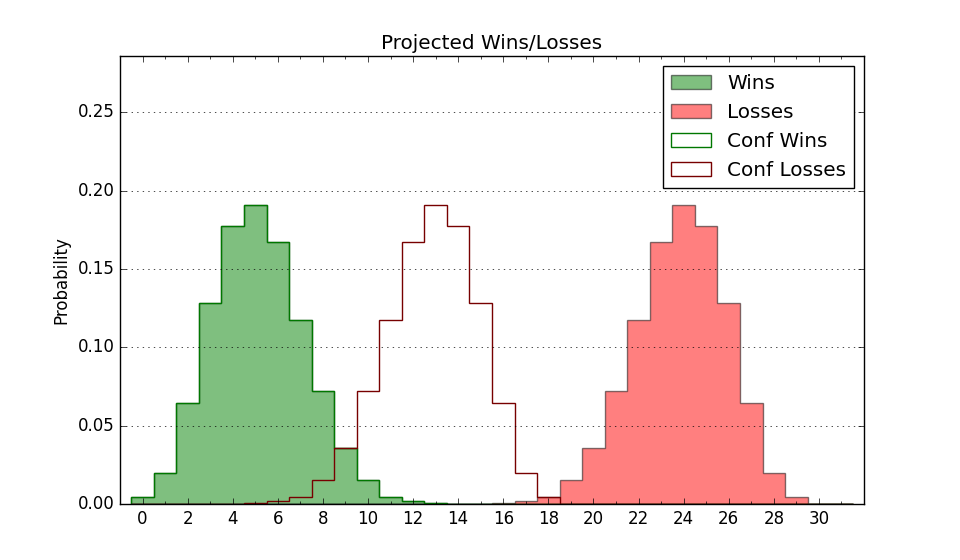 Projected Wins/Losses
Wins
Losses
Conf Wins
Conf Losses
Probability
0.25
0.20
0.15
0.10
0.05
0.00
0 2 4 6 8 10 12 14 16 18 20 22 24 26 28 30